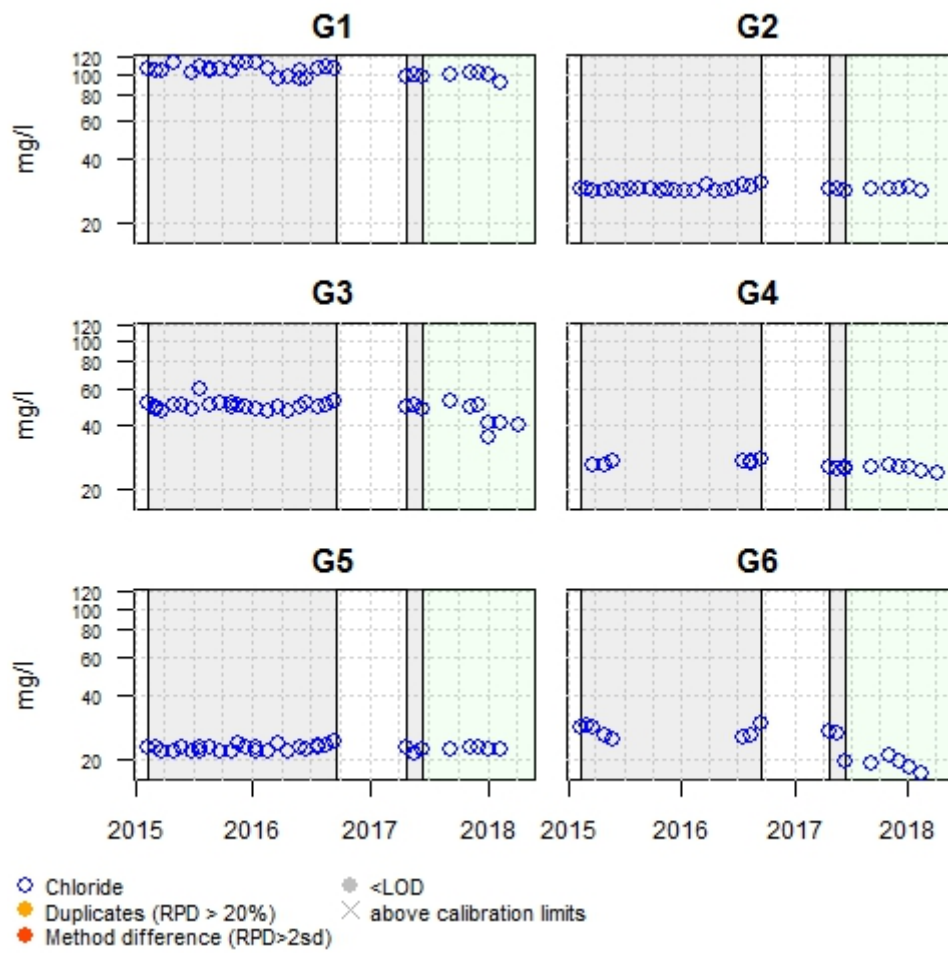 G1
G2
120
100
80
60
40
20
mg/l
G3
G4
120
100
80
60
40
20
mg/l
G5
G6
120
100
80
60
40
20
mg/l
2015 2016 2017 2018 2015 2016 2017 2018
Chloride
Duplicates (RPD > 20%)
Method difference (RPD>2sd)
<LOD
above calibration limits